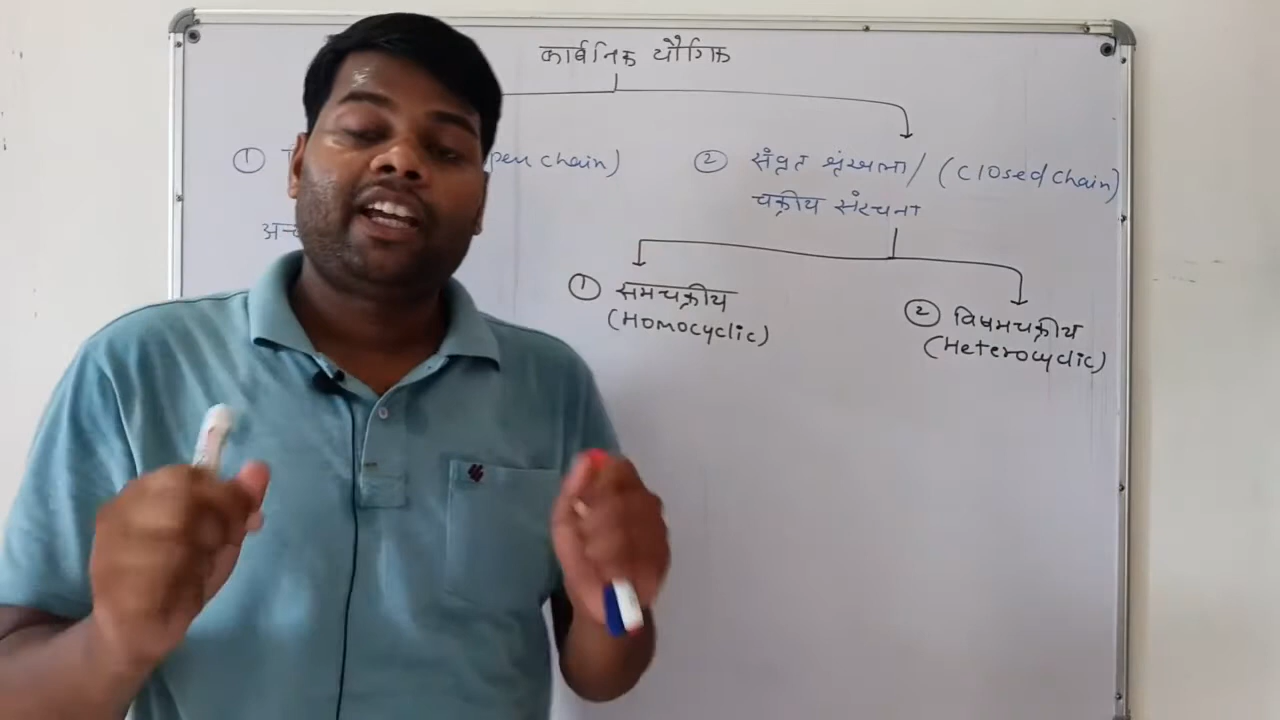 कार्बनिक यौगिक
① pen chain)
② संवृत श्रृंखला / (Closed chain)
चक्रीय संरचना
① समचक्रीय
(Homocyclic)
② विषमचक्रीय
(Heterocyclic)